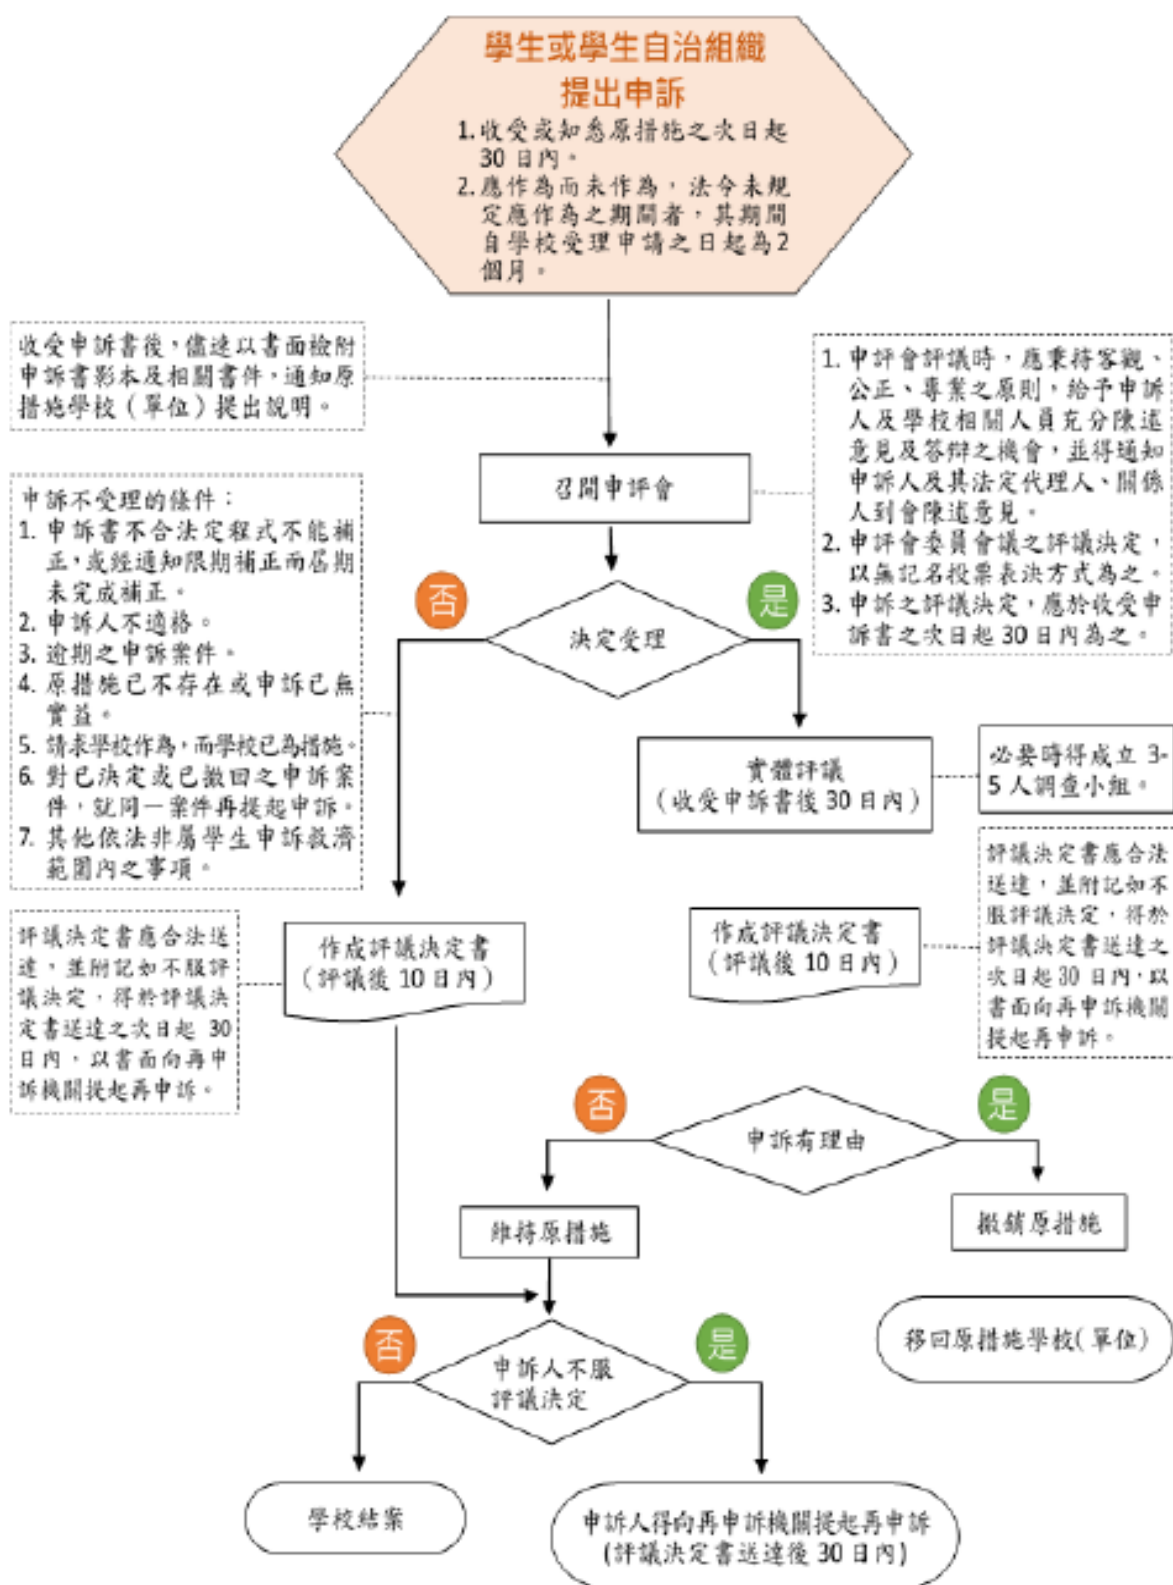 學生或學生自治組織
提出申訴
1. 收受或知悉原措施之次日起
30 日內。
2. 應作為而未作為，法令未規
定應作為之期間者，其期間
自學校受理申請之日起為2
個月。
收受申訴書後，儘速以書面檢附
申訴書影本及相關書件，通知原
措施學校（單位）提出說明。
1. 申評會評議時，應秉持客觀、
公正、專業之原則，給予申訴
人及學校相關人員充分陳述
意見及答辯之機會，並得通知
申訴人及其法定代理人、關係
人到會陳述意見。
2. 申評會委員會議之評議決定，
以無記名投票表決方式為之。
3. 申訴之評議決定，應於收受申
訴書之次日起 30 日內為之。
召開申評會
申訴不受理的條件：
1. 申訴書不合法定程式不能補
正，或經通知限期補正而屆期
未完成補正。
2. 申訴人不適格。
3. 逾期之申訴案件。
4. 原措施已不存在或申訴已無
實益。
5. 請求學校作為，而學校已為措施。
6. 對已決定或已撤回之申訴案
件，就同一案件再提起申訴。
7. 其他依法非屬學生申訴救濟
範圍內之事項。
否
是
決定受理
實體評議
（收受申訴書後 30 日內）
必要時得成立 3-
5 人調查小組。
評議決定書應合法送
達，並附記如不服評
議決定，得於評議決
定書送達之次日起 30
日內，以書面向再申
訴機關提起再申訴。
作成評議決定書
（評議後 10 日內）
作成評議決定書
（評議後 10 日內）
評議決定書應合法
送達，並附記如不
服評議決定，得於
評議決定書送達之
次日起 30 日內，以
書面向再申訴機關
提起再申訴。
否
是
申訴有理由
維持原措施
撤銷原措施
移回原措施學校(單位)
否
是
申訴人不服
評議決定
學校結案
申訴人得向再申訴機關提起再申訴
(評議決定書送達後 30 日內)